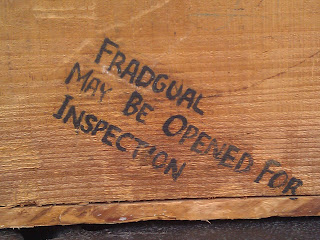 FRADGUAL
MAY BE OPENED FOR
INSPECTION